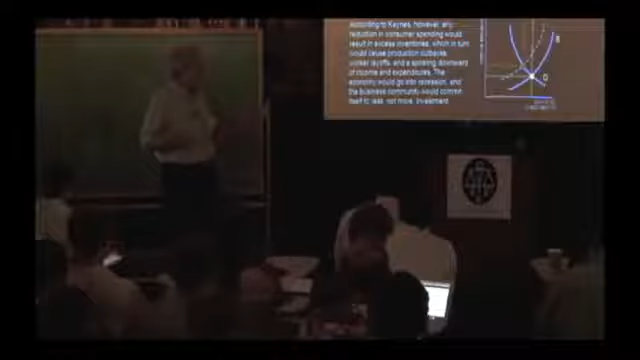 According to Keynes, however, any
reduction in consumer spending would
result in excess inventories, which in turn
would cause production cutbacks,
worker layoffs, and a spiraling downward
of income and expenditures. The
economy would go into recession, and
the business community would commit
itself to less, not more, investment.
S
D